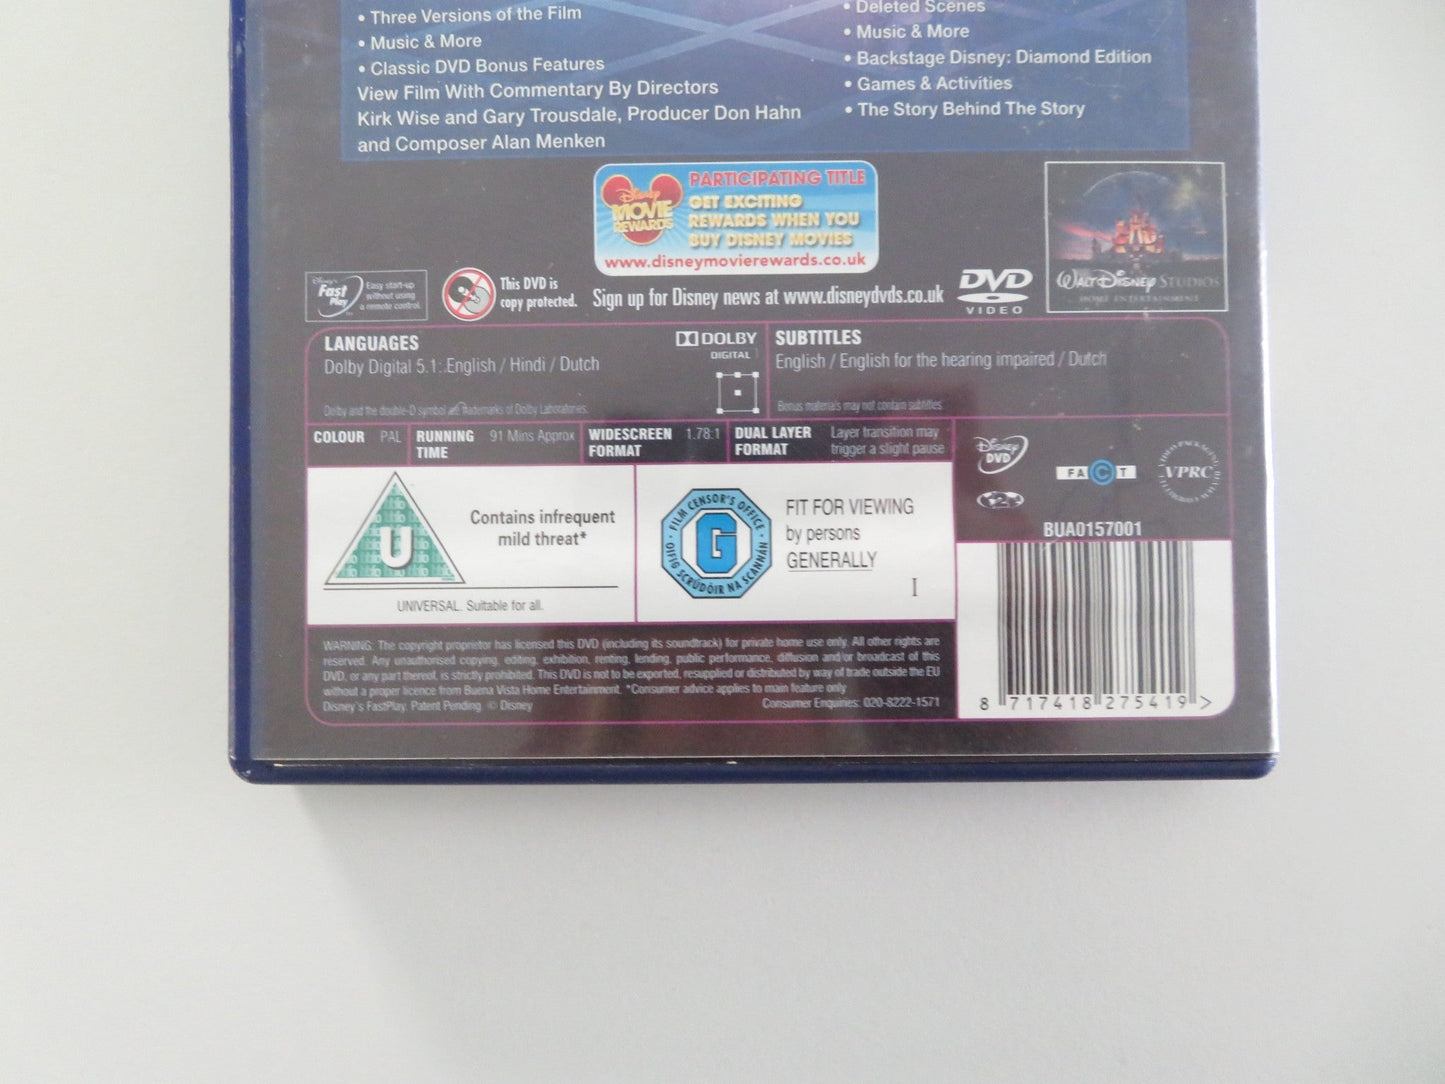 • Three Versions of the Film
• Music & More
• Classic DVD Bonus Features
View Film With Commentary By Directors
Kirk Wise and Gary Trousdale, Producer Don Hahn
and Composer Alan Menken
• Deleted Scenes
• Music & More
• Backstage Disney: Diamond Edition
• Games & Activities
• The Story Behind The Story
Disney
MOVIE
REWARDS
PARTICIPATING TITLE
GET EXCITING
REWARDS WHEN YOU
BUY DISNEY MOVIES
www.disneymovierewards.co.uk
Disney's
Fast
Play
Easy start-up
without using
a remote control
This DVD is
copy protected.
Sign up for Disney news at www.disneydvds.co.uk
DVD
VIDEO
WALT DISNEY STUDIOS
HOME ENTERTAINMENT
LANGUAGES
Dolby Digital 5.1: English / Hindi / Dutch
DOLBY
DIGITAL
Dolby and the double-D symbol are trademarks of Dolby Laboratories.
SUBTITLES
English / English for the hearing impaired / Dutch
Bonus materials may not contain subtitles
COLOUR PAL
RUNNING TIME 91 Mins Approx
WIDESCREEN FORMAT 1.78:1
DUAL LAYER FORMAT
Layer transition may
trigger a slight pause
Disney
DVD
2
FACT
VPRC
BUA0157001
U
Contains infrequent
mild threat*
UNIVERSAL. Suitable for all.
FILM CENSOR'S OFFICE
OIFIG SCRÚDÓIR NA SCANNÁN
G
FIT FOR VIEWING
by persons
GENERALLY
I
WARNING: The copyright proprietor has licensed this DVD (including its soundtrack) for private home use only. All other rights are
reserved. Any unauthorised copying, editing, exhibition, renting, lending, public performance, diffusion and/or broadcast of this
DVD, or any part thereof, is strictly prohibited. This DVD is not to be exported, resupplied or distributed by way of trade outside the EU
without a proper licence from Buena Vista Home Entertainment. *Consumer advice applies to main feature only
Disney's FastPlay. Patent Pending. © Disney
Consumer Enquiries: 020-8222-1571
8 717418 275419 >